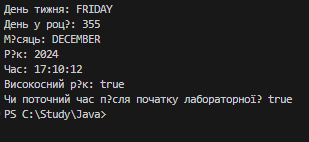 День тижня: FRIDAY
День у роц?: 355
М?сяць: DECEMBER
Р?к: 2024
Час: 17:10:12
Високосний р?к: true
Чи поточний час п?сля початку лабораторної? true
PS C:\Study\Java>